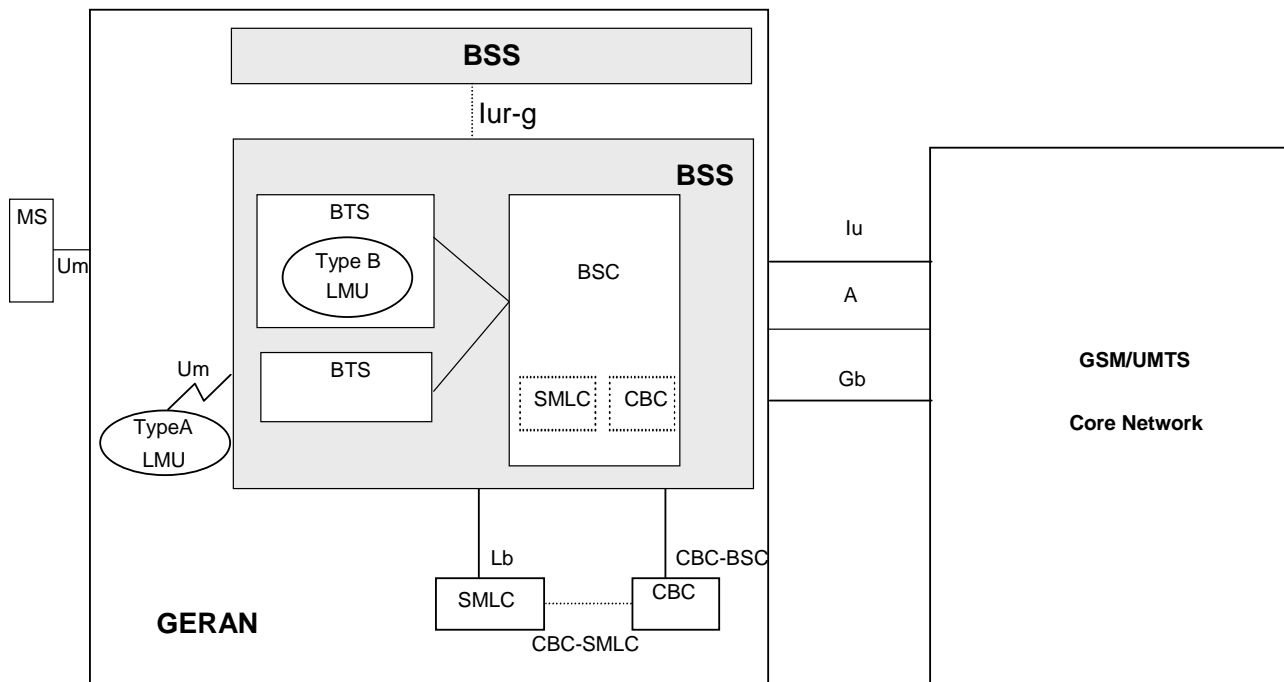 BSS
Iur-g
BSS
MS
Um
BTS
Type B
LMU
BSC
BTS
SMLC
CBC
Um
TypeA
LMU
Iu
A
Gb
GSM/UMTS
Core Network
Lb
CBC-BSC
SMLC
CBC
CBC-SMLC
GERAN